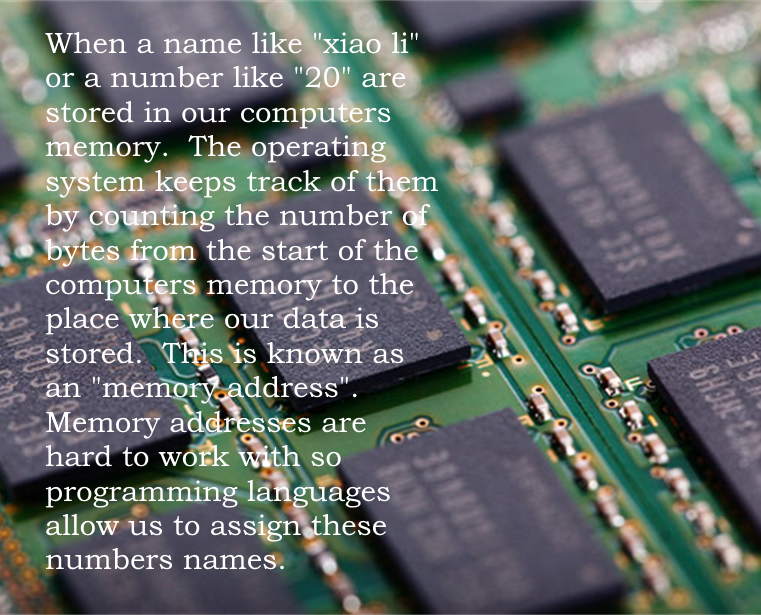 When a name like "xiao li"
or a number like "20" are
stored in our computers
memory.  The operating
system keeps track of them
by counting the number of
bytes from the start of the
computers memory to the
place where our data is
stored.  This is known as
an "memory address".
Memory addresses are
hard to work with so
programming languages
allow us to assign these
numbers names.